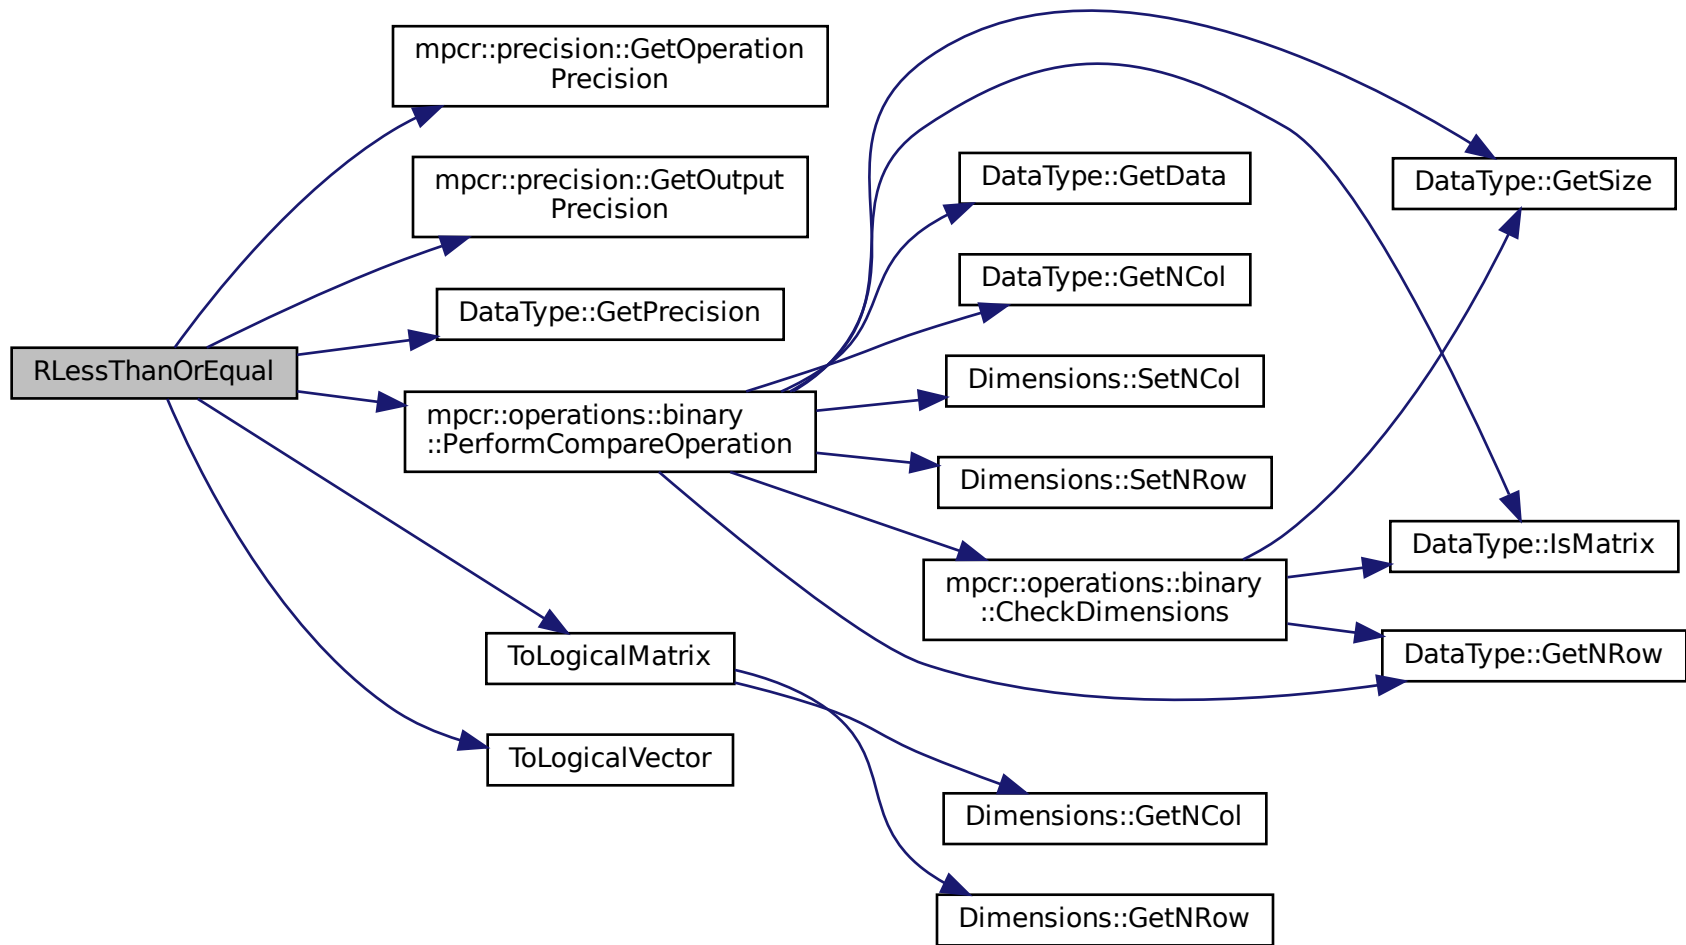 RLessThanOrEqual
mpcr::precision::GetOperation
Precision
mpcr::precision::GetOutput
Precision
DataType::GetPrecision
mpcr::operations::binary
::PerformCompareOperation
ToLogicalMatrix
ToLogicalVector
DataType::GetData
DataType::GetNCol
Dimensions::SetNCol
Dimensions::SetNRow
mpcr::operations::binary
::CheckDimensions
Dimensions::GetNCol
Dimensions::GetNRow
DataType::GetSize
DataType::IsMatrix
DataType::GetNRow